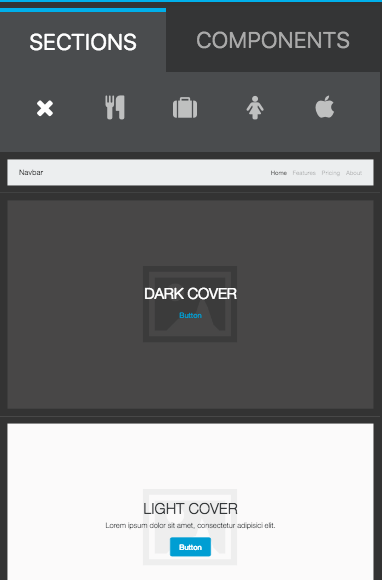 SECTIONS COMPONENTS
Navbar Home Features Pricing About
DARK COVER
Button
LIGHT COVER
Lorem ipsum dolor sit amet, consectetur adipisici elit.
Button